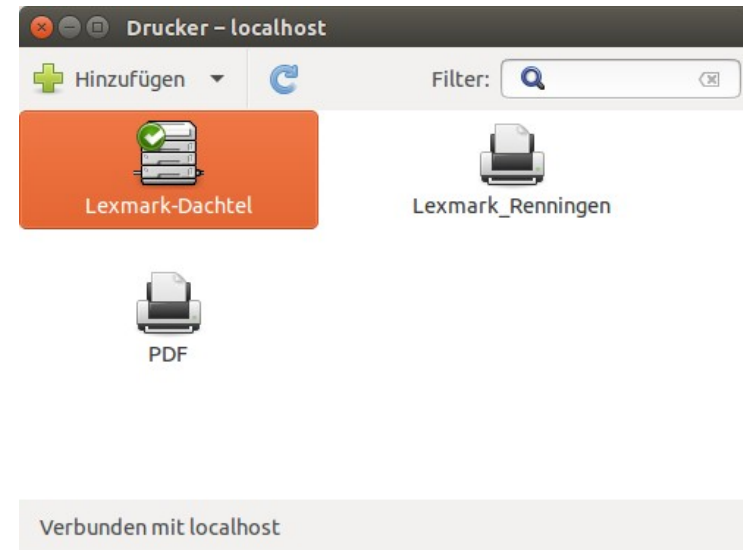 Drucker – localhost
Hinzufügen
Filter:
Lexmark-Dachtel
Lexmark_Renningen
PDF
Verbunden mit localhost